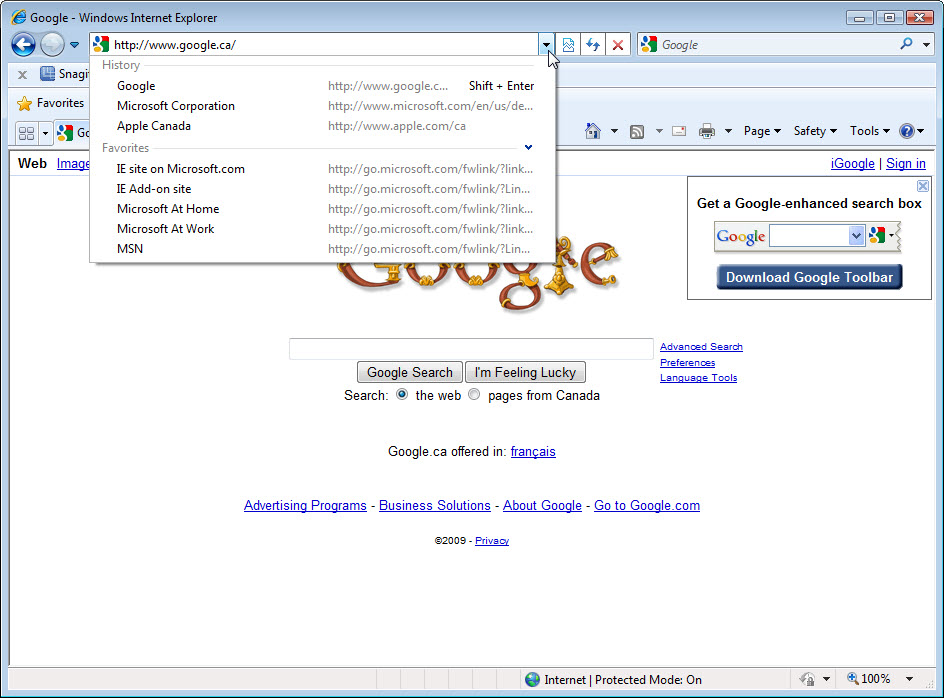 Google - Windows Internet Explorer
http://www.google.ca/
Google
History
Snagi
Google http://www.google.c... Shift + Enter
Favorites
Microsoft Corporation http://www.microsoft.com/en/us/de...
Apple Canada http://www.apple.com/ca
Go
Page Safety Tools
Favorites
Web Image
IE site on Microsoft.com http://go.microsoft.com/fwlink/?link...
iGoogle | Sign in
IE Add-on site http://go.microsoft.com/fwlink/?Lin...
Microsoft At Home http://go.microsoft.com/fwlink/?link...
Microsoft At Work http://go.microsoft.com/fwlink/?link...
MSN http://go.microsoft.com/fwlink/?Lin...
Get a Google-enhanced search box
Google
Download Google Toolbar
Google
Advanced Search
Preferences
Language Tools
Google Search I'm Feeling Lucky
Search: the web pages from Canada
Google.ca offered in: français
Advertising Programs - Business Solutions - About Google - Go to Google.com
©2009 - Privacy
Internet | Protected Mode: On
100%